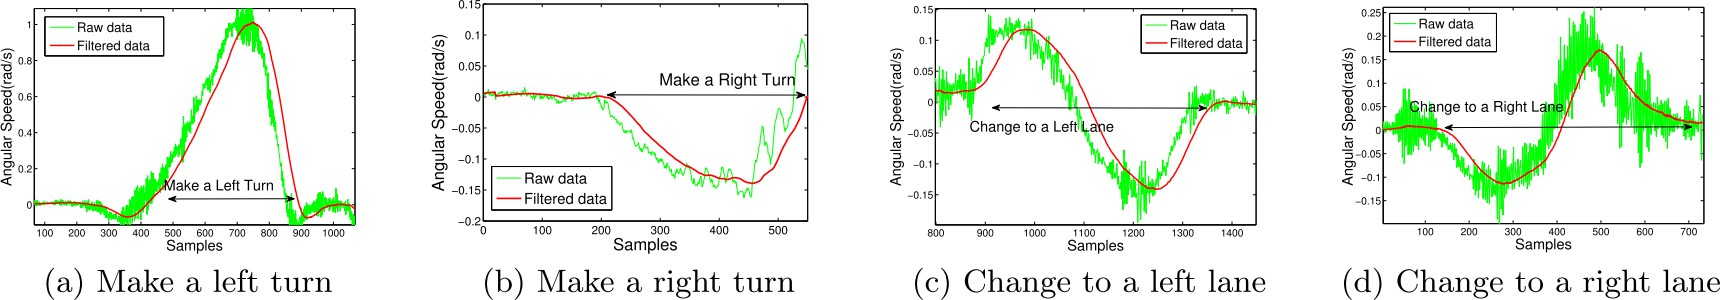 Angular Speed(rad/s)
1
0.8
0.6
0.4
0.2
0
Raw data
Filtered data
Make a Left Turn
100 200 300 400 500 600 700 800 900 1000
Samples
(a) Make a left turn
Angular Speed(rad/s)
0.15
0.1
0.05
0
−0.05
−0.1
−0.15
−0.2
Make a Right Turn
Raw data
Filtered data
0 100 200 300 400 500
Samples
(b) Make a right turn
Angular Speed(rad/s)
0.15
0.1
0.05
0
−0.05
−0.1
−0.15
Raw data
Filtered data
Change to a Left Lane
800 900 1000 1100 1200 1300 1400
Samples
(c) Change to a left lane
Angular Speed(rad/s)
0.25
0.2
0.15
0.1
0.05
0
−0.05
−0.1
−0.15
Raw data
Filtered data
Change to a Right Lane
100 200 300 400 500 600 700
Samples
(d) Change to a right lane